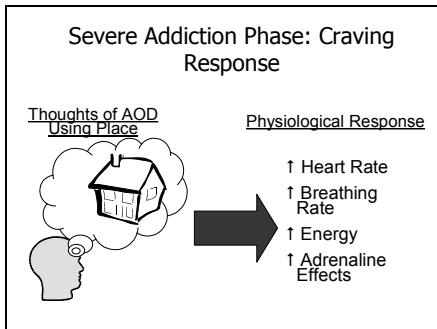 Severe Addiction Phase: Craving
Response
Thoughts of AOD
Using Place
Physiological Response
↑ Heart Rate
↑ Breathing
Rate
↑ Energy
↑ Adrenaline
Effects